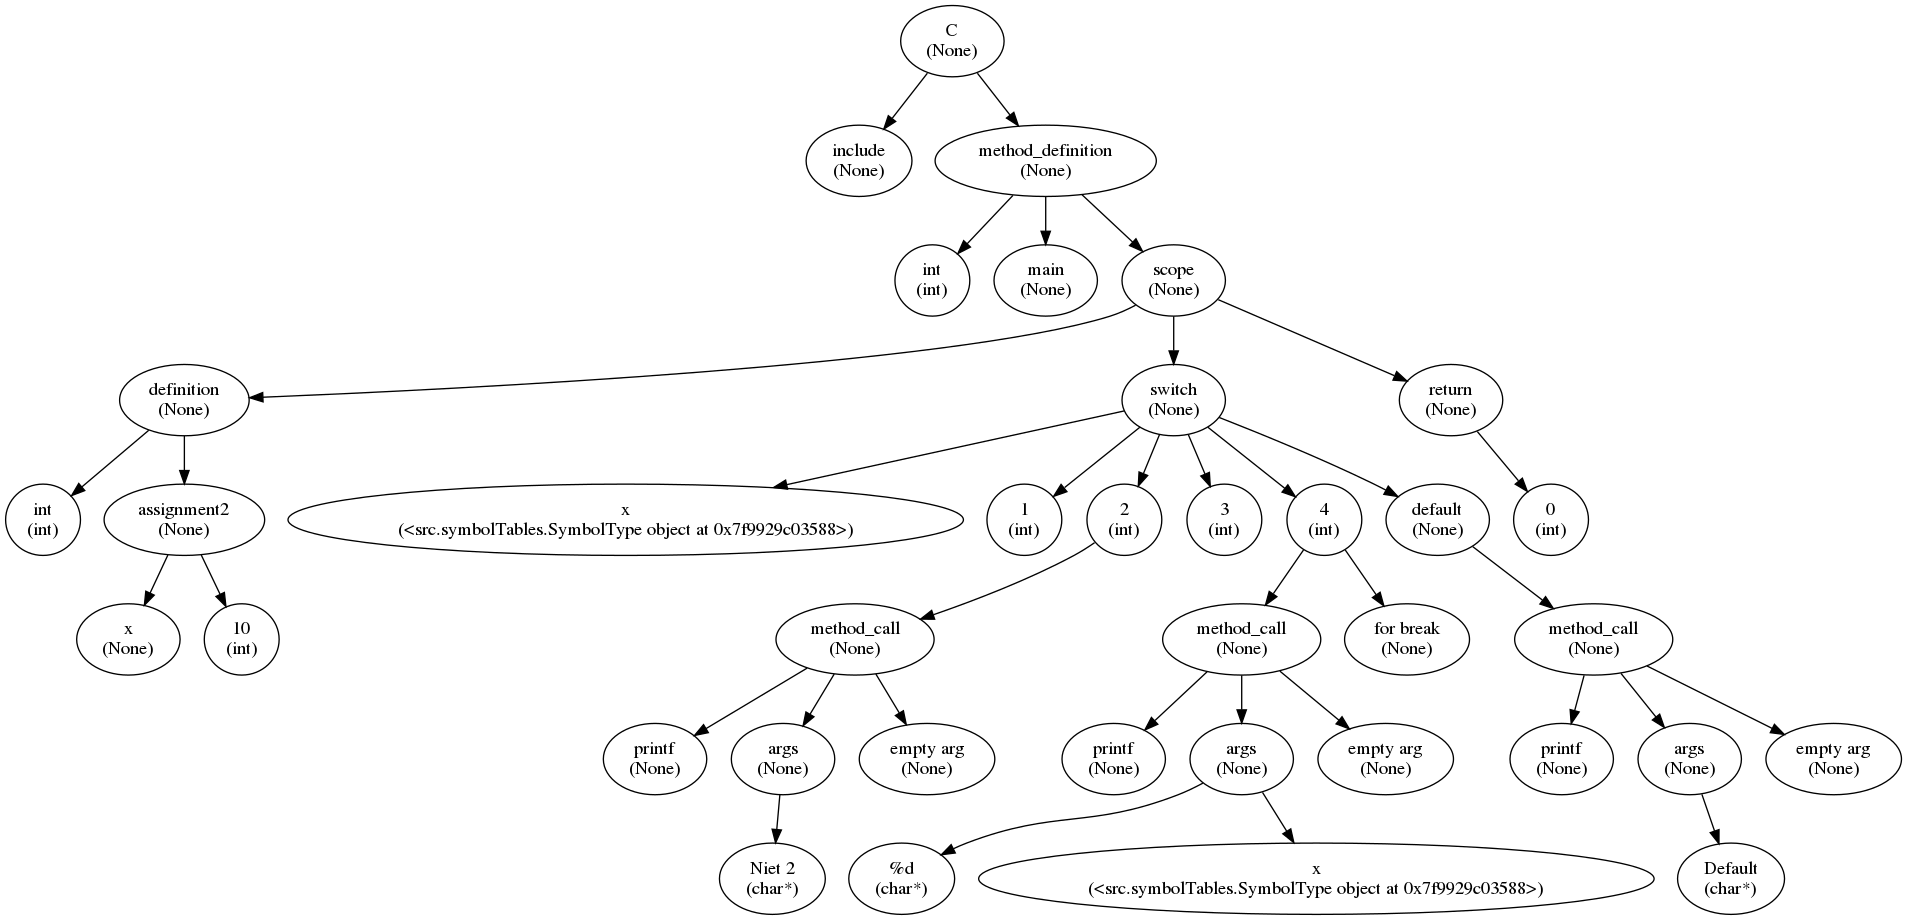 C
(None)
include
(None)
method_definition
(None)
int
(int)
main
(None)
scope
(None)
definition
(None)
switch
(None)
return
(None)
int
(int)
assignment2
(None)
x
(<src.symbolTables.SymbolType object at 0x7f9929c03588>)
1
(int)
2
(int)
3
(int)
4
(int)
default
(None)
0
(int)
x
(None)
10
(int)
method_call
(None)
method_call
(None)
for break
(None)
method_call
(None)
printf
(None)
args
(None)
empty arg
(None)
printf
(None)
args
(None)
empty arg
(None)
printf
(None)
args
(None)
empty arg
(None)
Niet 2
(char*)
%d
(char*)
x
(<src.symbolTables.SymbolType object at 0x7f9929c03588>)
Default
(char*)